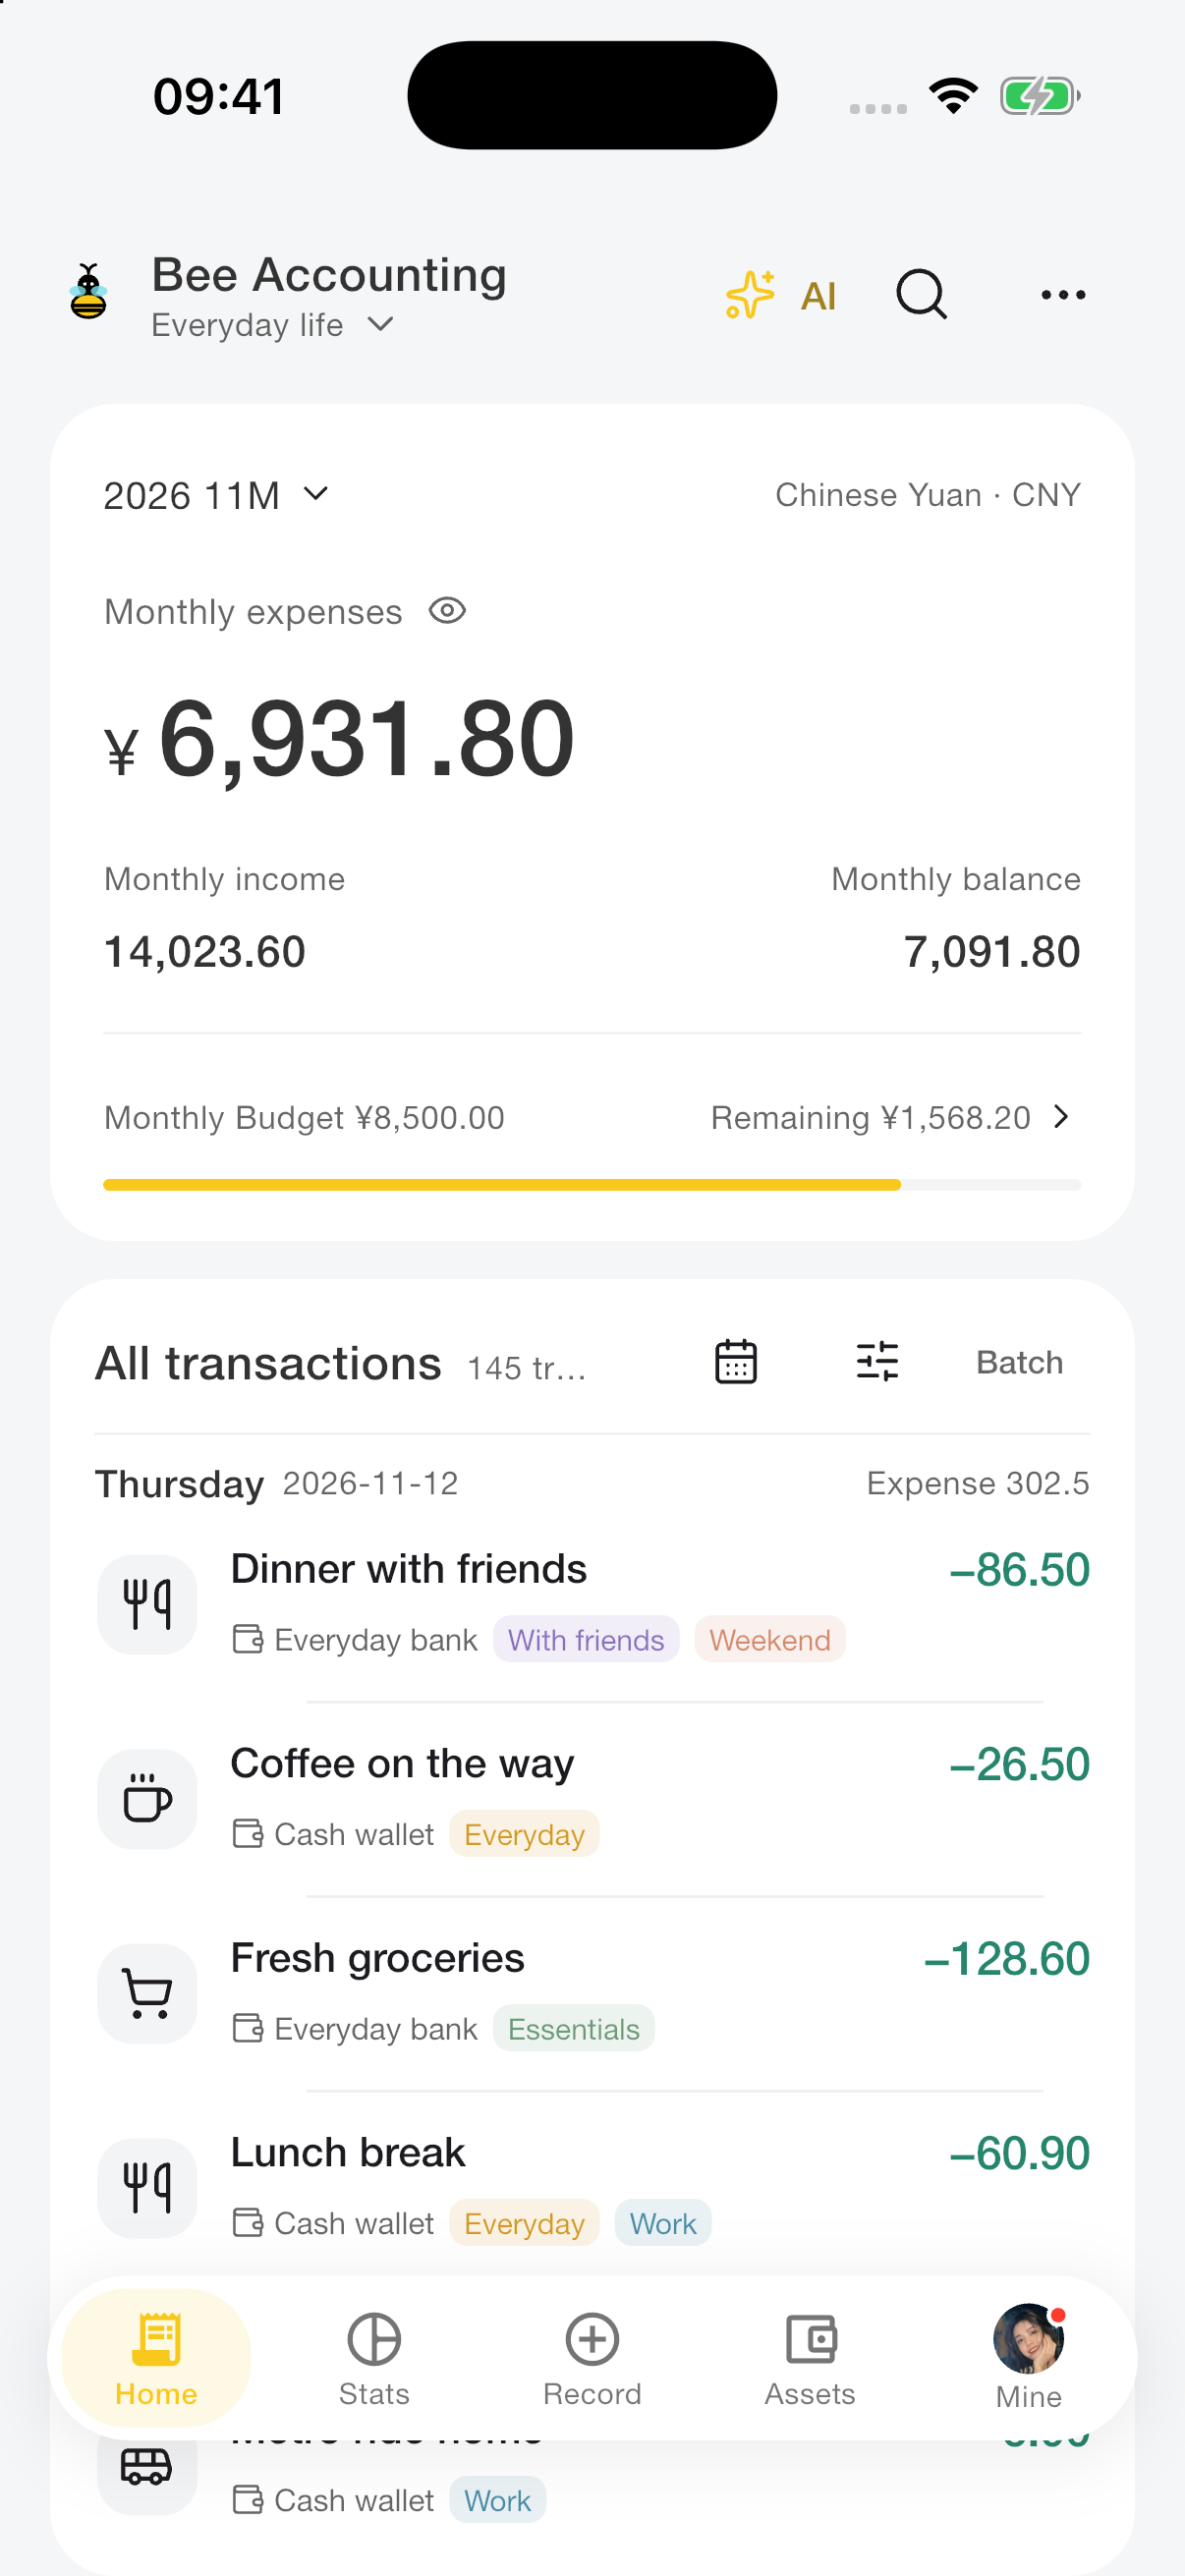 09:41
Bee Accounting
Everyday life
AI
2026 11M
Chinese Yuan · CNY
Monthly expenses
¥ 6,931.80
Monthly income
Monthly balance
14,023.60
7,091.80
Monthly Budget ¥8,500.00
Remaining ¥1,568.20
All transactions 145 tr...
Batch
Thursday 2026-11-12
Expense 302.5
Dinner with friends
–86.50
Everyday bank With friends Weekend
Coffee on the way
–26.50
Cash wallet Everyday
Fresh groceries
–128.60
Everyday bank Essentials
Lunch break
–60.90
Cash wallet Everyday Work
Home
Stats
Record
Assets
Mine
Cash wallet Work